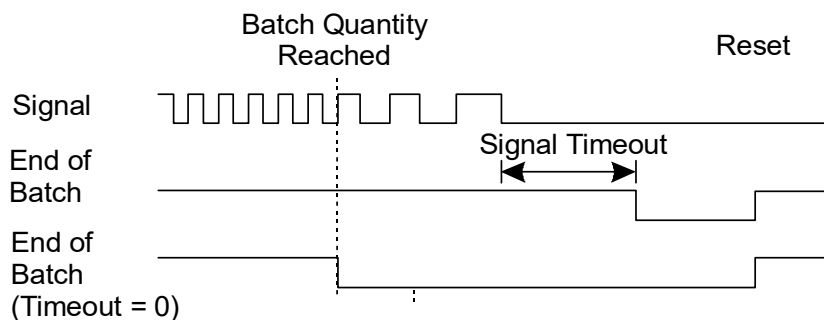 Batch Quantity
Reached
Reset
Signal
Signal Timeout
End of
Batch
End of
Batch
(Timeout = 0)